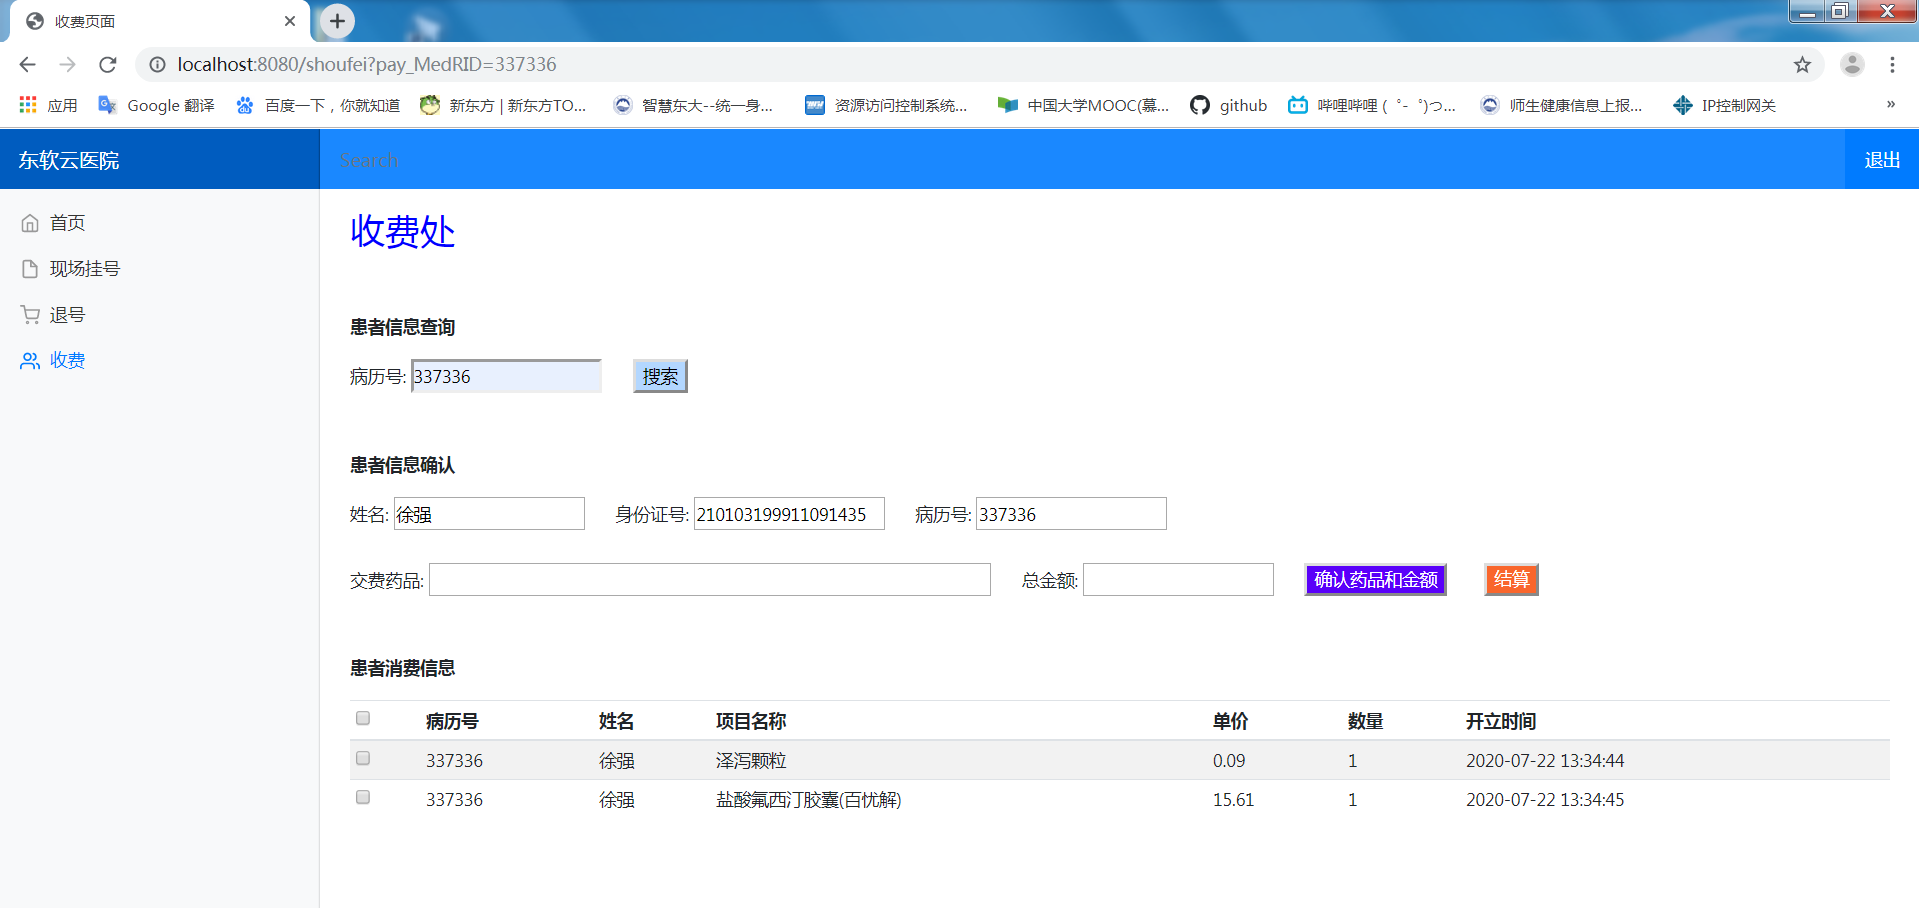 收费页面
localhost:8080/shoufei?pay_MedRID=337336
应用 Google 翻译 百度一下，你就知道 新东方 | 新东方TO... 智慧东大--统一身... 资源访问控制系统... 中国大学MOOC(慕... github 哔哩哔哩 (゜-゜)つ... 师生健康信息上报... IP控制网关 »
东软云医院 Search 退出
首页
现场挂号
退号
收费
收费处
患者信息查询
病历号: 337336 搜索
患者信息确认
姓名: 徐强 身份证号: 210103199911091435 病历号: 337336
交费药品: 总金额: 确认药品和金额 结算
患者消费信息
病历号 姓名 项目名称 单价 数量 开立时间
337336 徐强 泽泻颗粒 0.09 1 2020-07-22 13:34:44
337336 徐强 盐酸氟西汀胶囊(百忧解) 15.61 1 2020-07-22 13:34:45